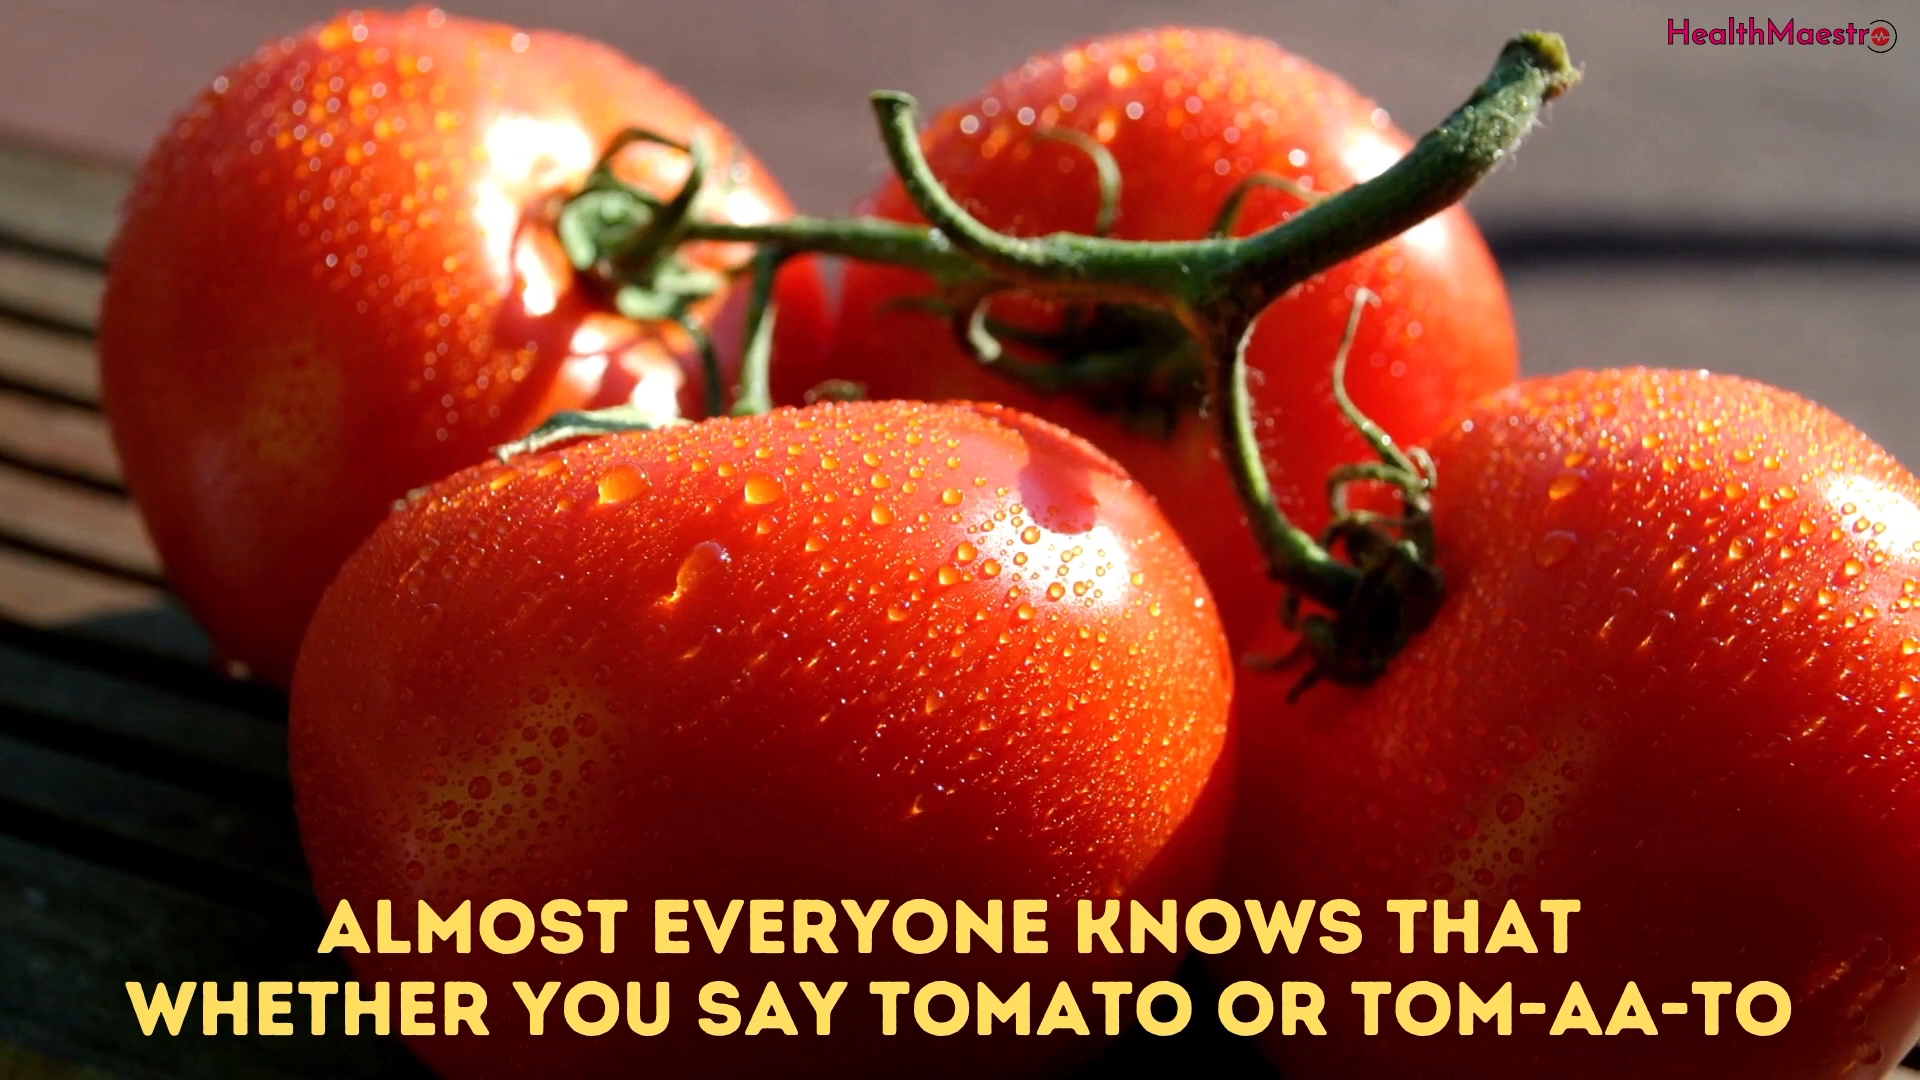 HealthMaestro
ALMOST EVERYONE KNOWS THAT
WHETHER YOU SAY TOMATO OR TOM-AA-TO